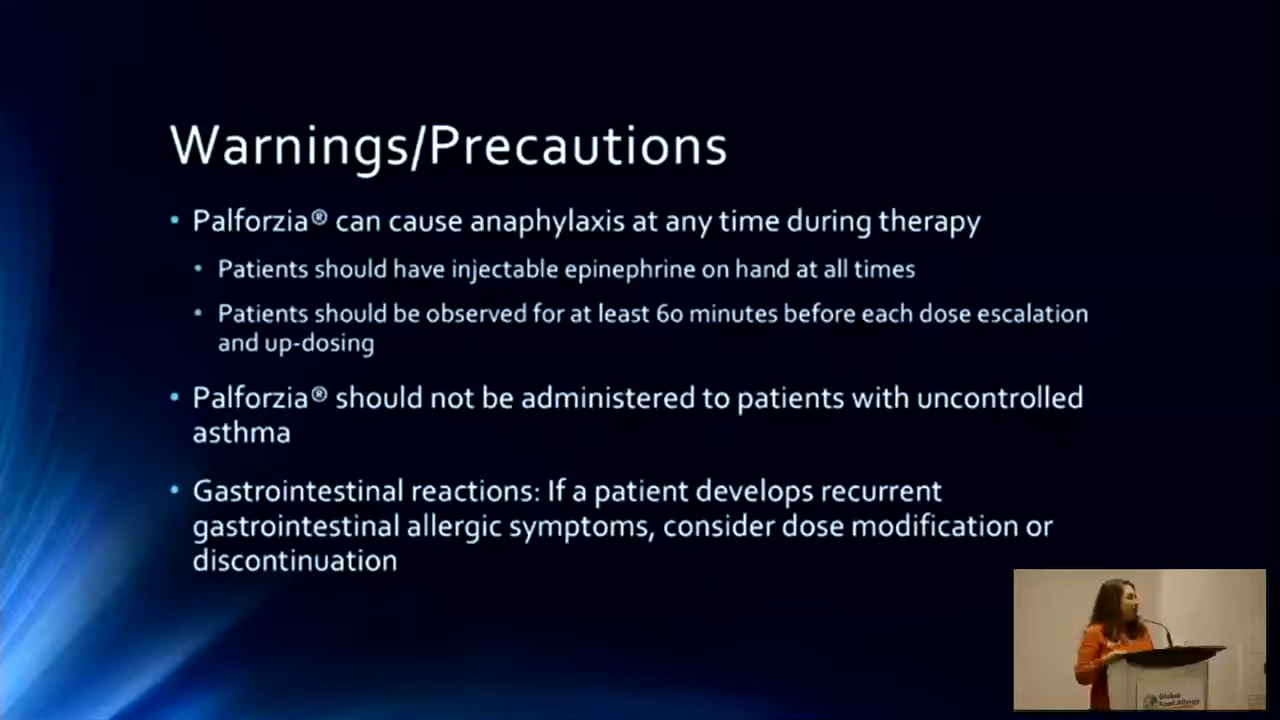 Warnings/Precautions
• Palforzia® can cause anaphylaxis at any time during therapy
• Patients should have injectable epinephrine on hand at all times
• Patients should be observed for at least 60 minutes before each dose escalation
and up-dosing
• Palforzia® should not be administered to patients with uncontrolled
asthma
• Gastrointestinal reactions: If a patient develops recurrent
gastrointestinal allergic symptoms, consider dose modification or
discontinuation
Global
Food Allergy